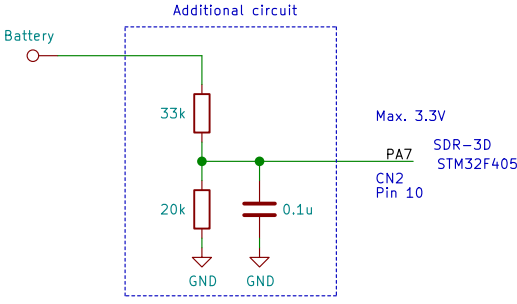 Additional circuit
Battery
33k
Max. 3.3V
PA7
SDR-3D
STM32F405
CN2
Pin 10
20k
0.1u
GND
GND